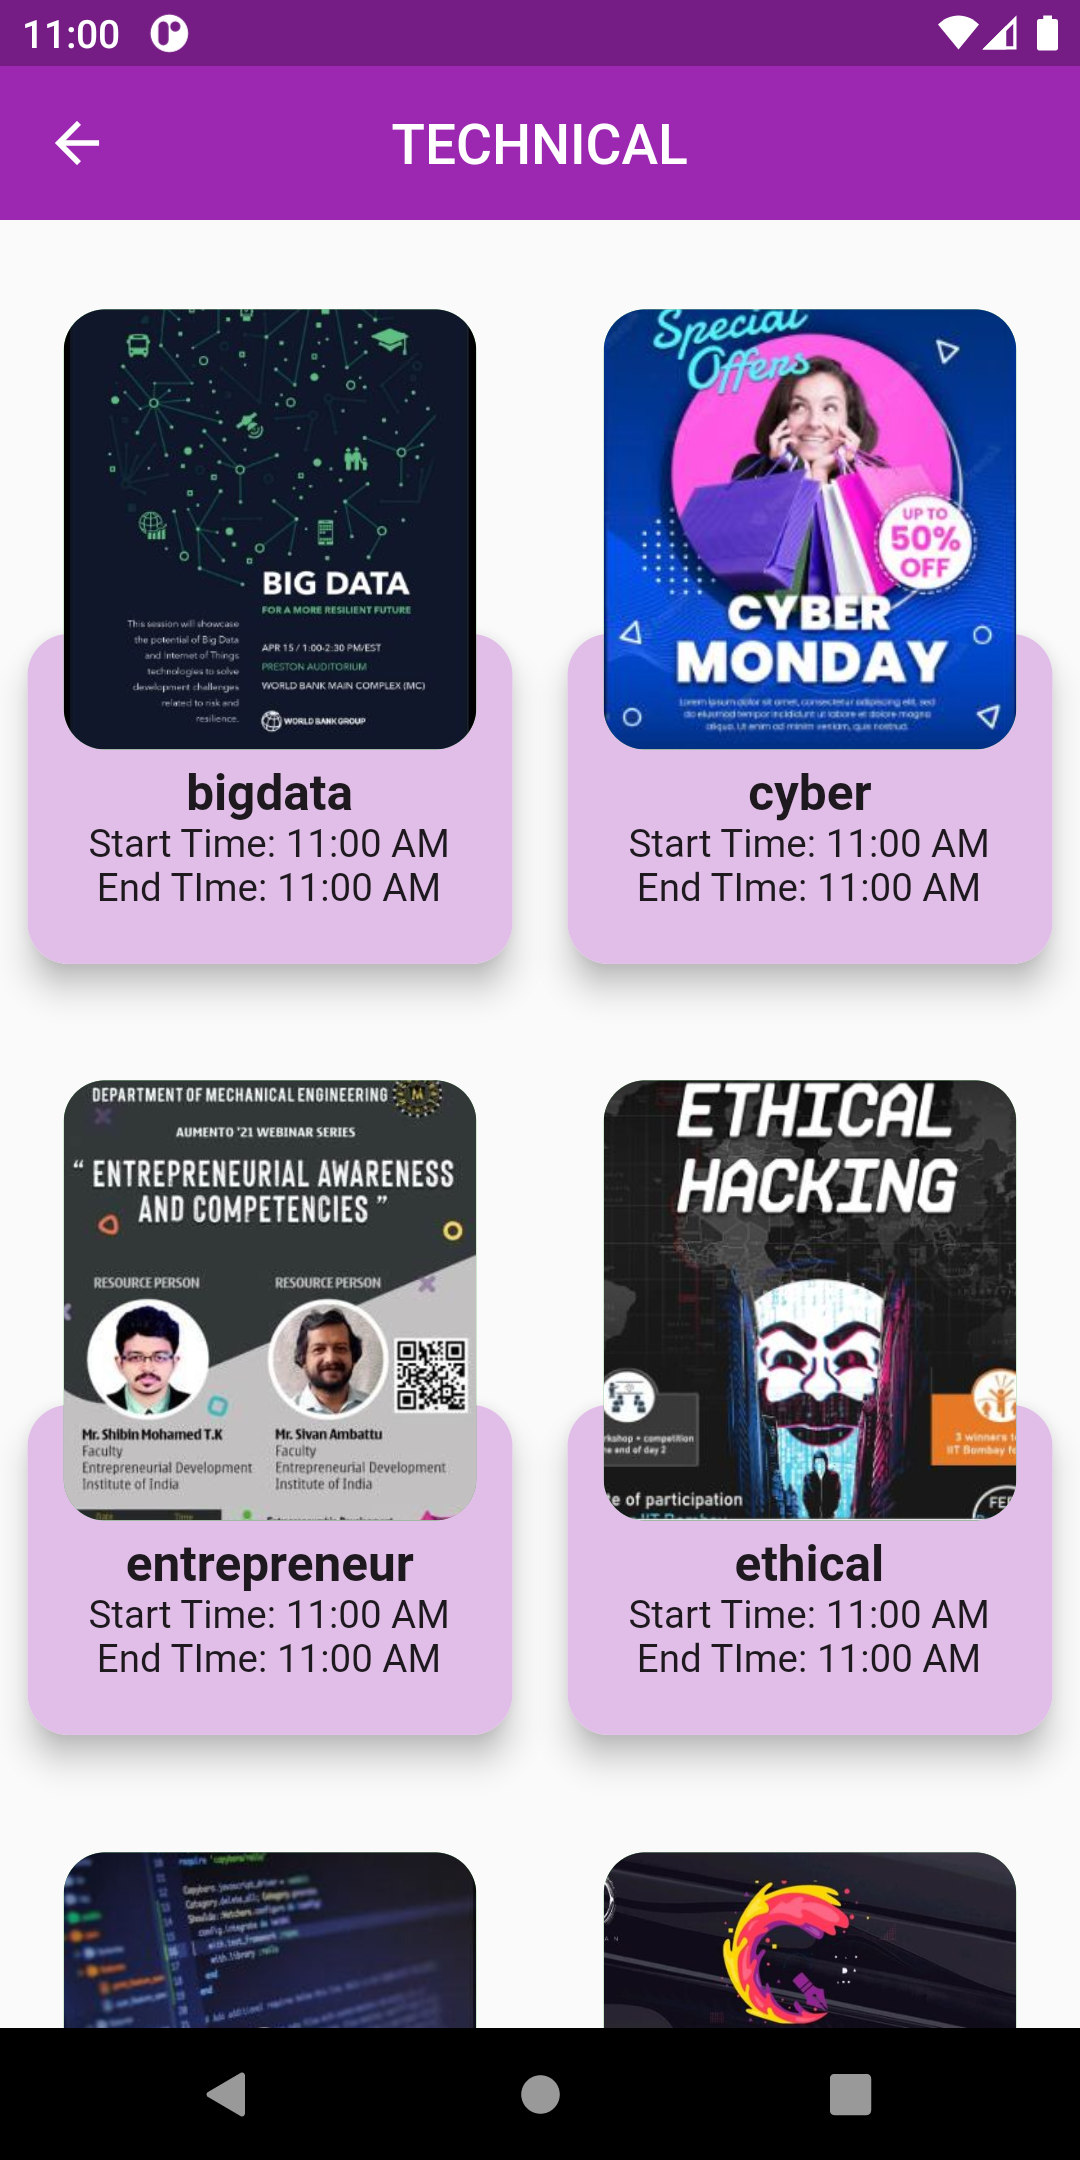 11:00
TECHNICAL
Special
Offers
UP TO
50%
OFF
CYBER
MONDAY
Lorem ipsum dolor sit amet, consectetur adipiscing elit, sed
do eiusmod tempor incididunt ut labore et dolore magna
aliqua. Ut enim ad minim veniam, quis nostrud.
BIG DATA
FOR A MORE RESILIENT FUTURE
This session will showcase
the potential of Big Data
and Internet of Things
technologies to solve
development challenges
related to risk and
resilience.
APR 15 / 1:00-2:30 PM/EST
PRESTON AUDITORIUM
WORLD BANK MAIN COMPLEX (MC)
WORLD BANK GROUP
bigdata
Start Time: 11:00 AM
End TIme: 11:00 AM
cyber
Start Time: 11:00 AM
End TIme: 11:00 AM
DEPARTMENT OF MECHANICAL ENGINEERING
AUMENTO '21 WEBINAR SERIES
“ ENTREPRENEURIAL AWARENESS
AND COMPETENCIES ”
RESOURCE PERSON
RESOURCE PERSON
Mr. Shibin Mohamed T.K
Faculty
Entrepreneurial Development
Institute of India
Mr. Sivan Ambattu
Faculty
Entrepreneurial Development
Institute of India
Date
Time
ETHICAL
HACKING
kshop + competition
e end of day 2
3 winners t
IIT Bombay fe
te of participation
IIT Bombay
FE
entrepreneur
Start Time: 11:00 AM
End TIme: 11:00 AM
ethical
Start Time: 11:00 AM
End TIme: 11:00 AM